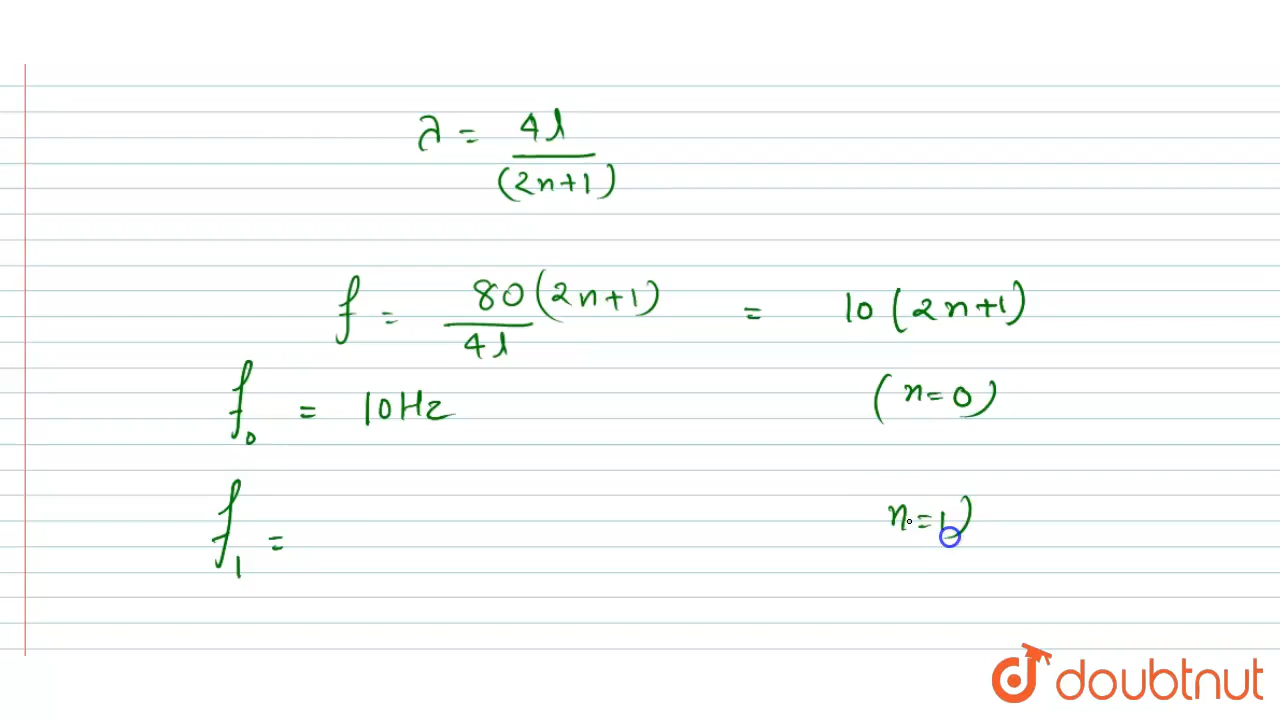 λ = 4l / (2n+1)
f = 80(2n+1) / 4l = 10(2n+1)
f₀ = 10Hz (n=0)
f₁ = n=1)
doubtnut